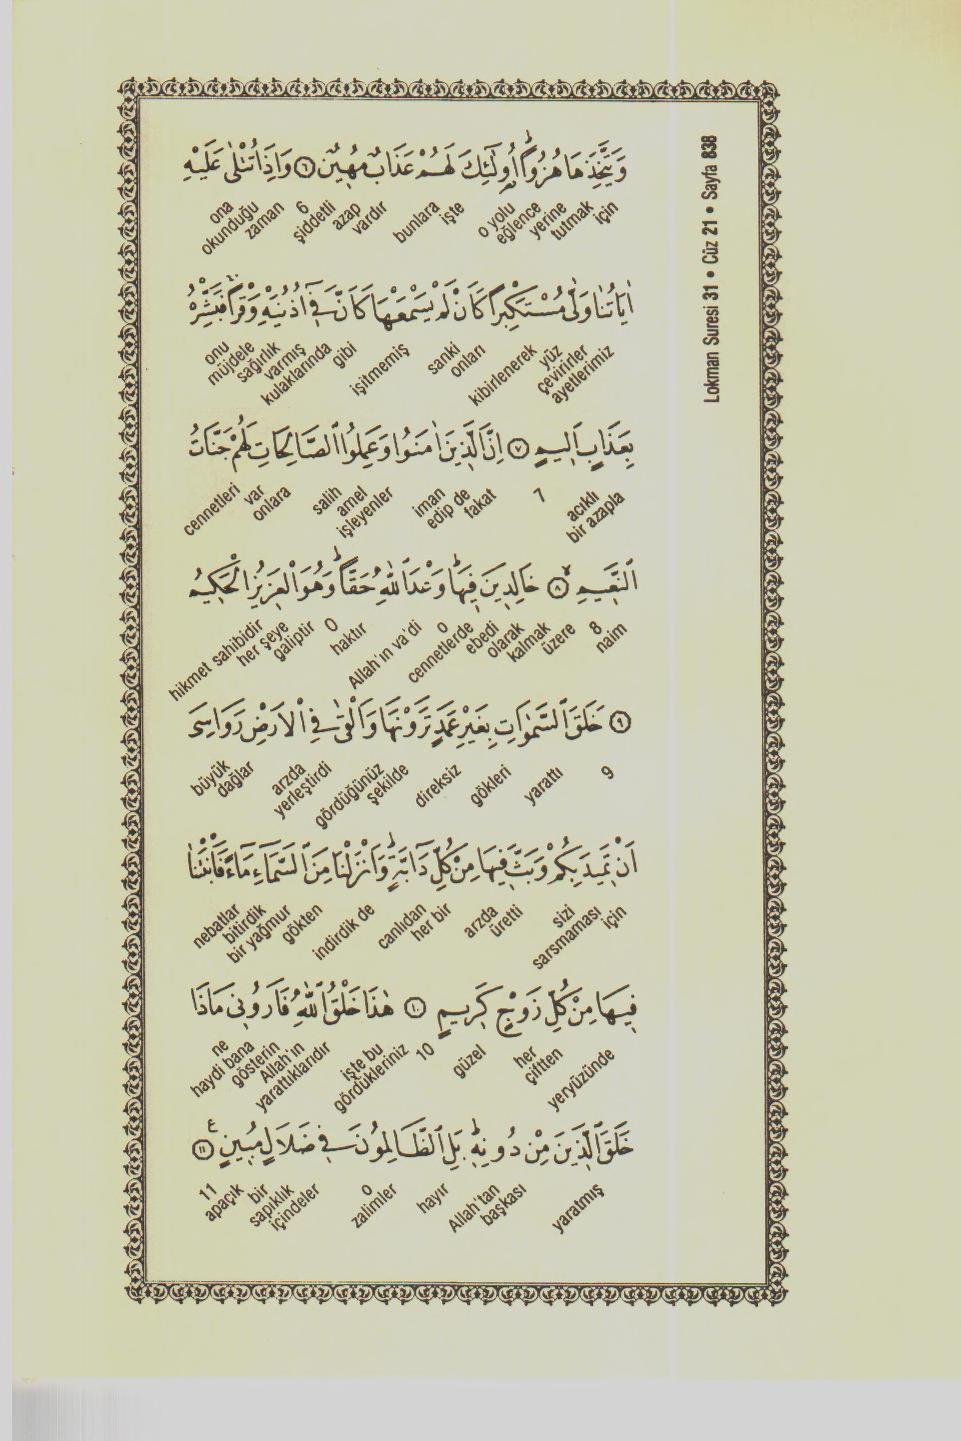 Lokman Suresi 31 • Cüz 21 • Sayfa 838
وَيَتَّخِذَهَا هُزُوًاۜ اُو۬لٰٓئِكَ لَهُمْ عَذَابٌ مُه۪ينٌ ﴿٦﴾ وَاِذَا تُتْلٰى عَلَيْهِ
için tutmak yerine eğlence o yolu işte bunlara vardır azap şiddetli 6 zaman okunduğu ona
اٰيَاتُنَا وَلّٰى مُسْتَكْبِرًا كَاَنْ لَمْ يَسْمَعْهَا كَاَنَّ ف۪ٓي اُذُنَيْهِ وَقْرًاۚ فَبَشِّرْهُ
ayetlerimiz çevirirler yüz kibirlenerek onları sanki işitmemiş gibi kulaklarında varmış sağırlık müjdele onu
بِعَذَابٍ اَل۪يمٍ ﴿٧﴾ اِنَّ الَّذ۪ينَ اٰمَنُوا وَعَمِلُوا الصَّالِحَاتِ لَهُمْ جَنَّاتُ
bir azapla acıklı 7 fakat edip de iman işleyenler amel salih onlara var cennetleri
النَّع۪يمِۙ ﴿٨﴾ خَالِد۪ينَ ف۪يهَاۜ وَعْدَ اللّٰهِ حَقًّاۜ وَهُوَ الْعَز۪يزُ الْحَك۪يمُ
naim 8 üzere kalmak olarak ebedi cennetlerde o Allah'ın va'di haktır O galiptir her şeye hikmet sahibidir
﴿٩﴾ خَلَقَ السَّمٰوَاتِ بِغَيْرِ عَمَدٍ تَرَوْنَهَا وَاَلْقٰى فِي الْاَرْضِ رَوَاسِيَ
9 yarattı gökleri direksiz şekilde gördüğünüz yerleştirdi arzda dağlar büyük
اَنْ تَم۪يدَ بِكُمْ وَبَثَّ ف۪يهَا مِنْ كُلِّ دَٓابَّةٍۜ وَاَنْزَلْنَا مِنَ السَّمَٓاءِ مَٓاءً فَاَنْبَتْنَا
için sarsmaması sizi üretti arzda her bir canlıdan indirdik de gökten bir yağmur bitirdik nebatlar
ف۪يهَا مِنْ كُلِّ زَوْجٍ كَر۪يمٍ ﴿١٠﴾ هٰذَا خَلْقُ اللّٰهِ فَاَرُون۪ي مَاذَا
yeryüzünde çiftten her güzel 10 gördükleriniz işte bu yarattıklarıdır Allah'ın gösterin haydi bana ne
خَلَقَ الَّذ۪ينَ مِنْ دُونِه۪ۜ بَلِ الظَّالِمُونَ ف۪ي ضَلَالٍ مُب۪ينٍ ﴿١١﴾ ع
yaratmış başkası Allah'tan hayır zalimler o içindeler sapıklık bir apaçık 11